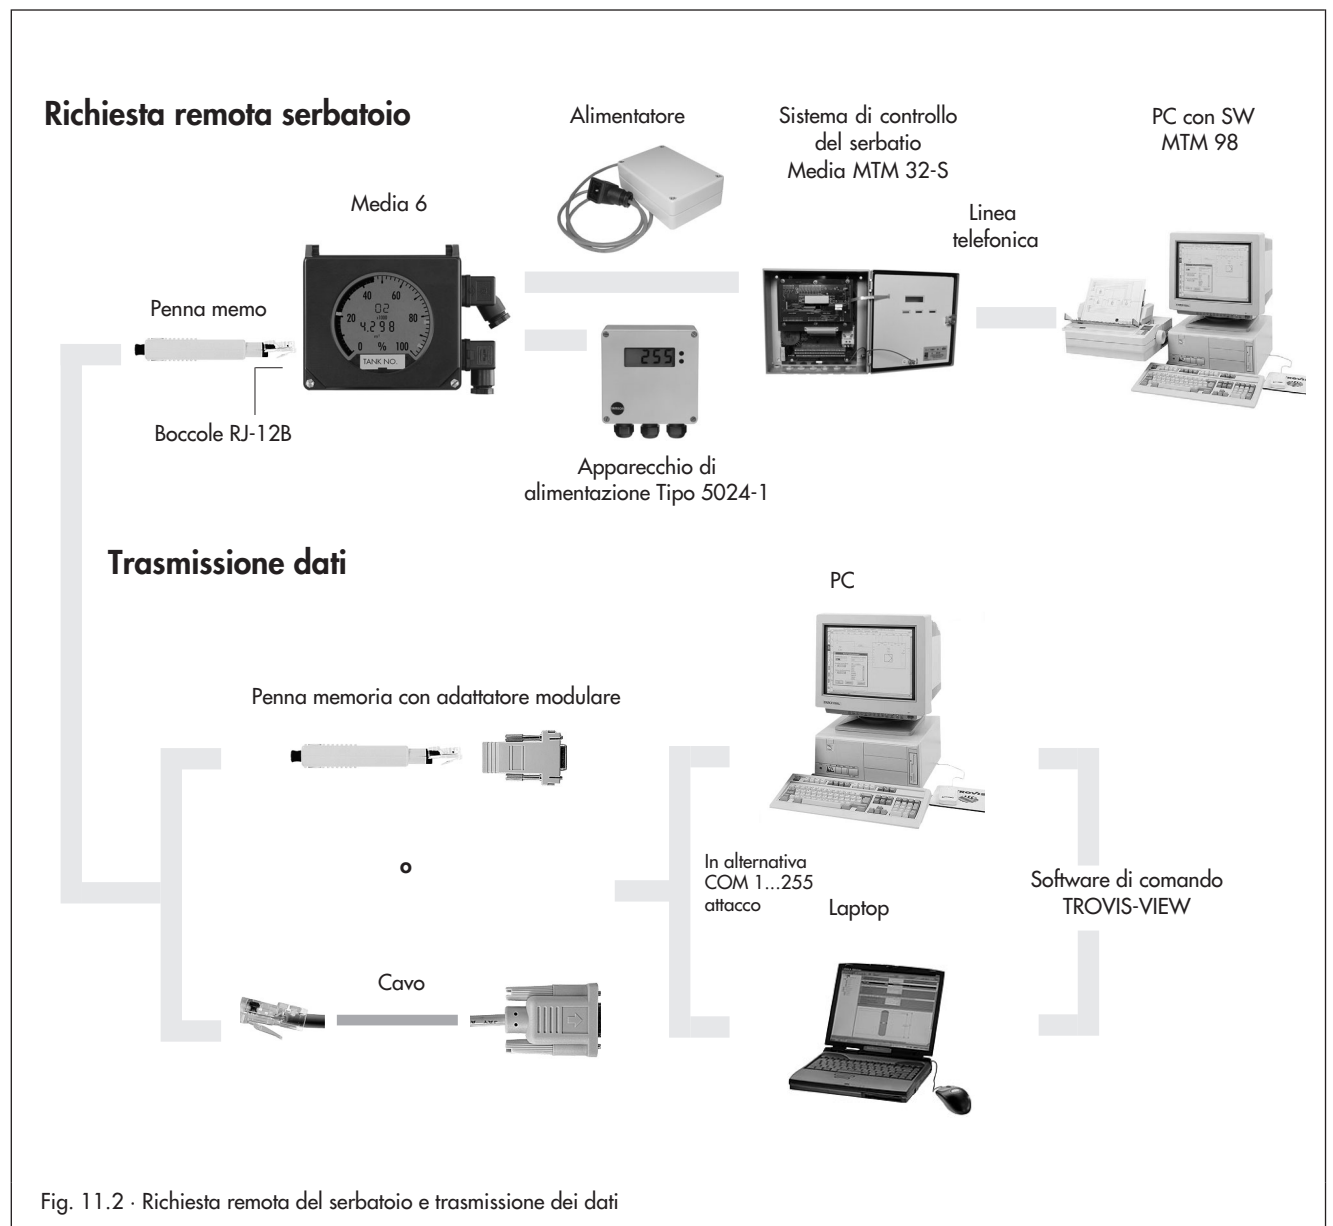 Richiesta remota serbatoio
Alimentatore
Sistema di controllo
del serbatio
Media MTM 32-S
PC con SW
MTM 98
Media 6
Linea
telefonica
Penna memo
40 60
02
20 80
4.298
0 % 100
TANK NO.
255
Boccole RJ-12B
Apparecchio di
alimentazione Tipo 5024-1
Trasmissione dati
PC
Penna memoria con adattatore modulare
o
In alternativa
COM 1...255
attacco
Laptop
Software di comando
TROVIS-VIEW
Cavo
Fig. 11.2 · Richiesta remota del serbatoio e trasmissione dei dati